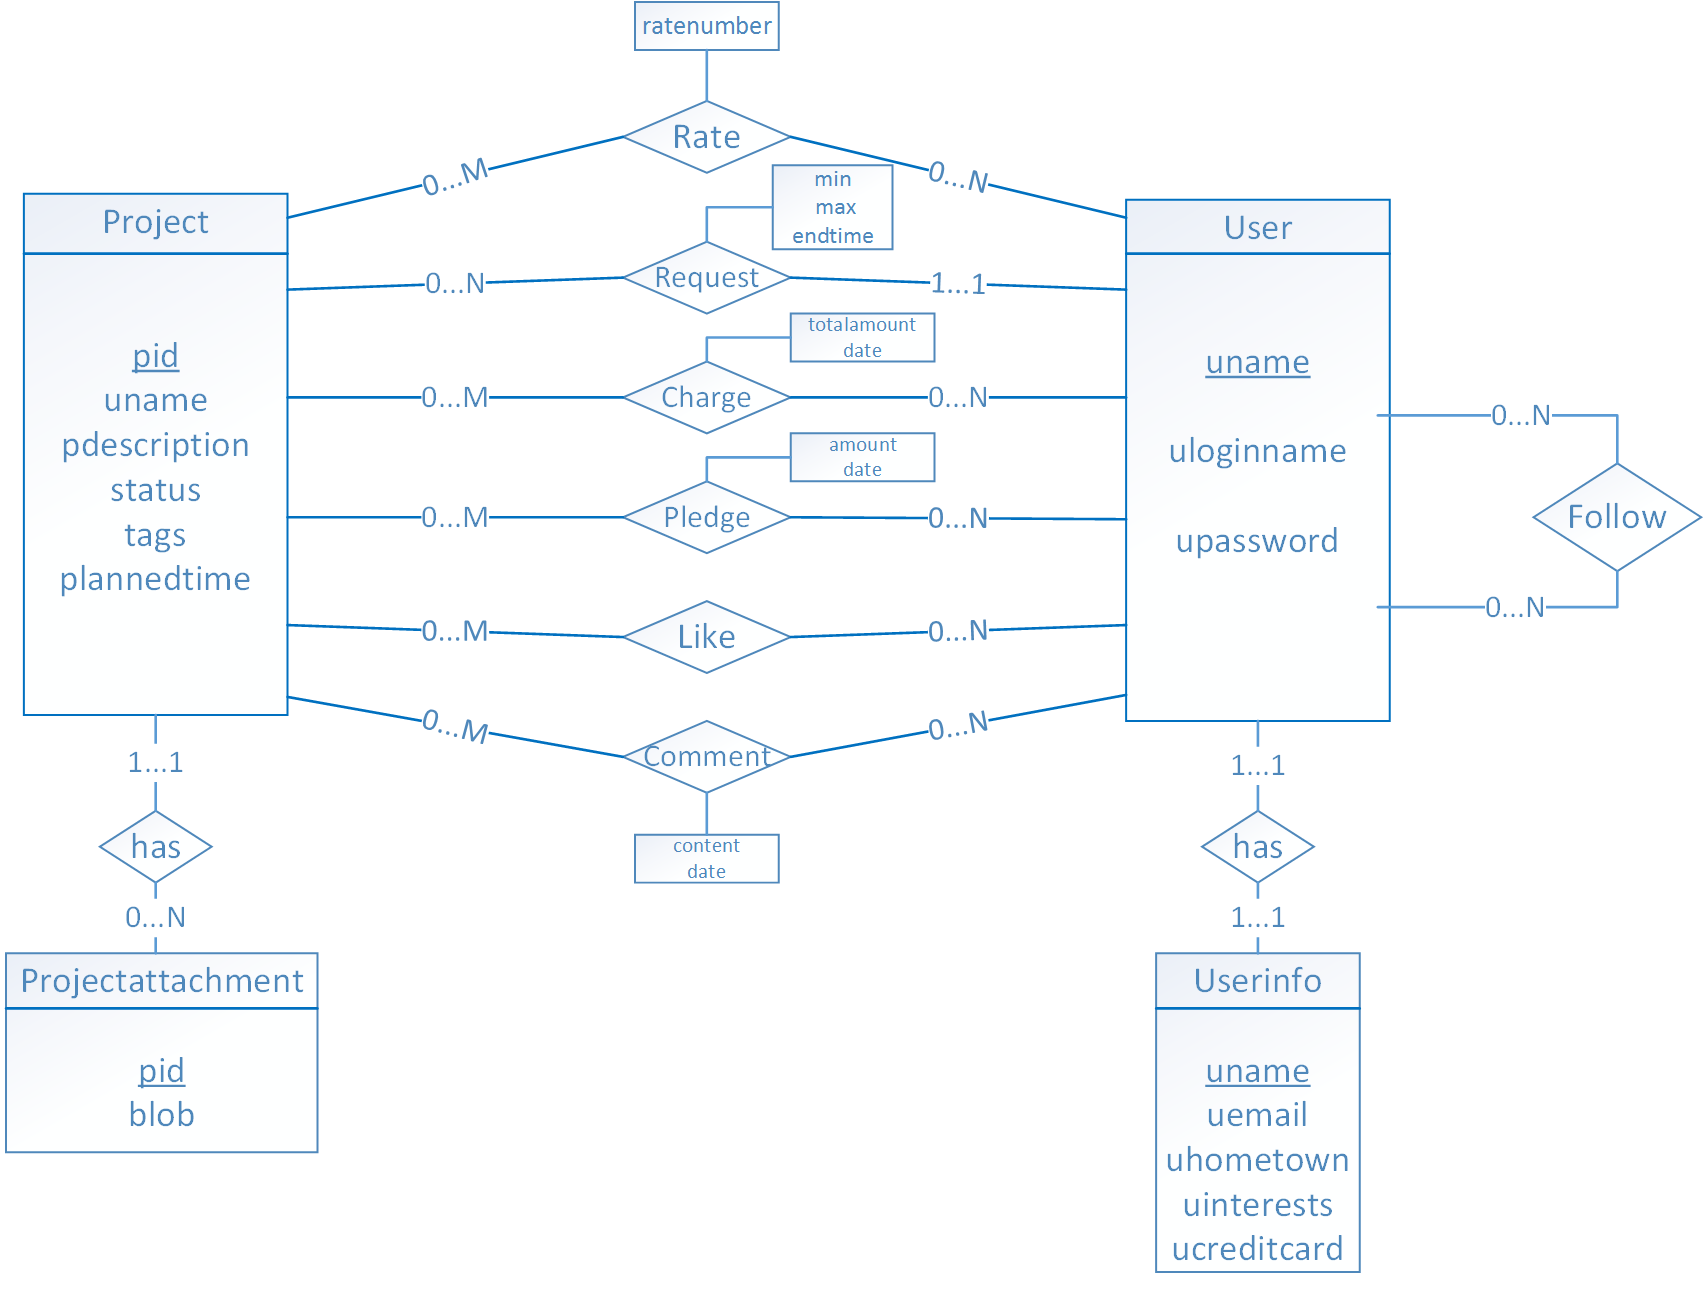 ratenumber
Rate
0...M
0...N
min
max
endtime
Project
User
Request
0...N
1...1
totalamount
date
pid
uname
pdescription
status
tags
plannedtime
Charge
0...M
0...N
uname
uloginname
upassword
amount
date
Pledge
0...M
0...N
0...N
Follow
0...N
Like
0...M
0...N
Comment
0...M
0...N
content
date
1...1
has
0...N
1...1
has
1...1
Projectattachment
pid
blob
Userinfo
uname
uemail
uhometown
uinterests
ucreditcard